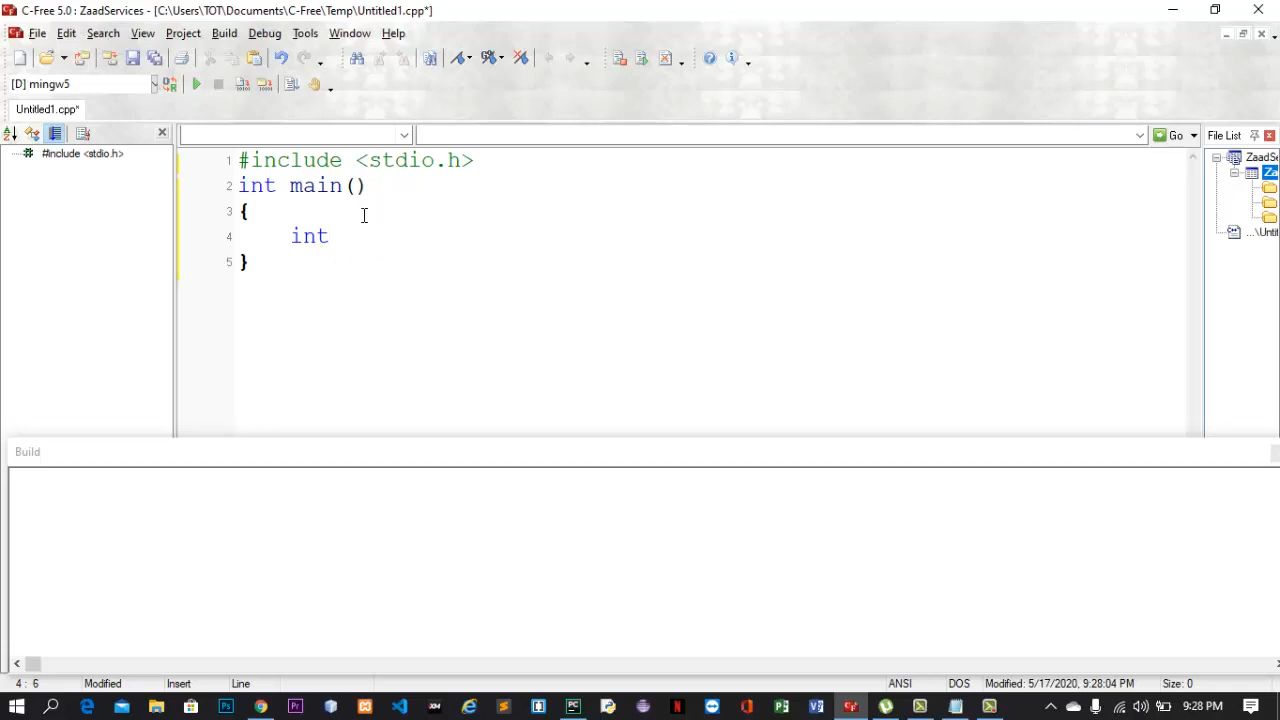 C-Free 5.0 : ZaadServices - [C:\Users\TOT\Documents\C-Free\Temp\Untitled1.cpp*]
File Edit Search View Project Build Debug Tools Window Help
[D] mingw5
Untitled1.cpp*
Go File List
#include <stdio.h>
1 #include <stdio.h>
2 int main()
3 {
4 int
5 }
ZaadSe
Za
...\Untit
Build
4 : 6 Modified Insert Line ANSI DOS Modified: 5/17/2020, 9:28:04 PM Size: 0
9:28 PM